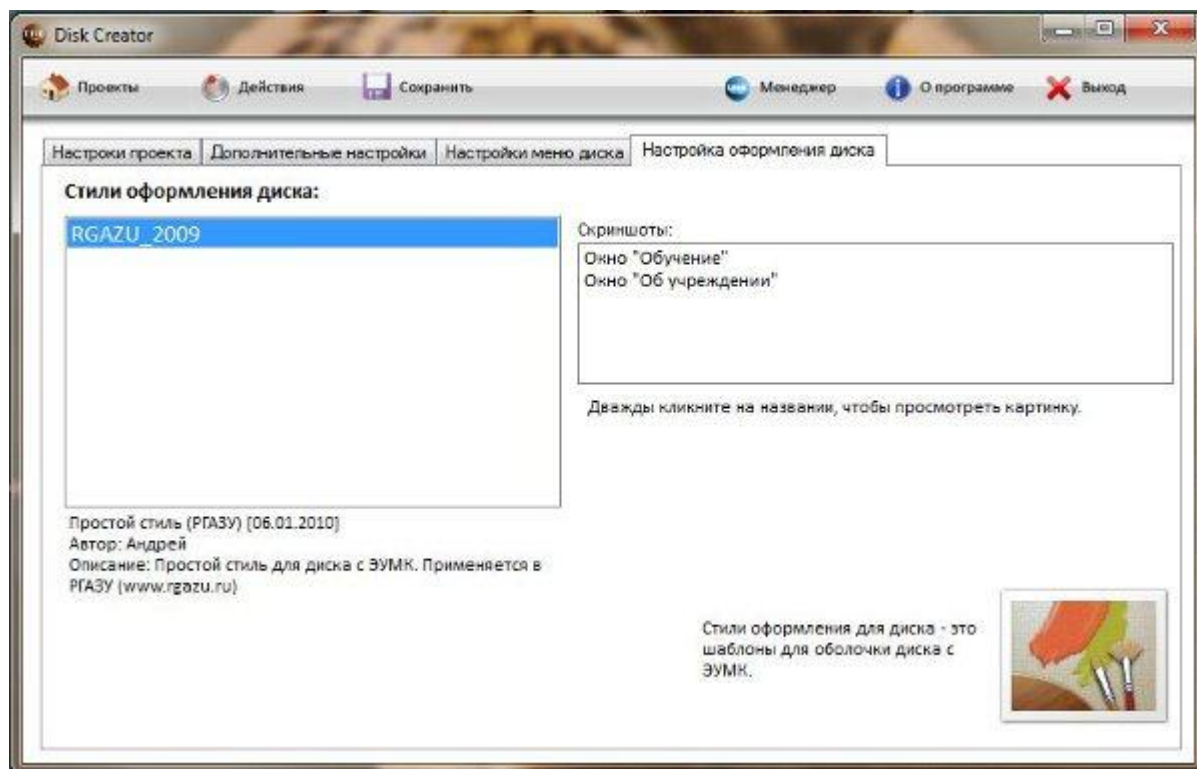 Disk Creator
Проекты Действия Сохранить Менеджер О программе Выход
Настроки проекта Дополнительные настройки Настройки меню диска Настройка оформления диска
Стили оформления диска:
RGAZU_2009
Скриншоты:
Окно "Обучение"
Окно "Об учреждении"
Дважды кликните на названии, чтобы просмотреть картинку.
Простой стиль (РГАЗУ) [06.01.2010]
Автор: Андрей
Описание: Простой стиль для диска с ЭУМК. Применяется в
РГАЗУ (www.rgazu.ru)
Стили оформления для диска - это
шаблоны для оболочки диска с
ЭУМК.